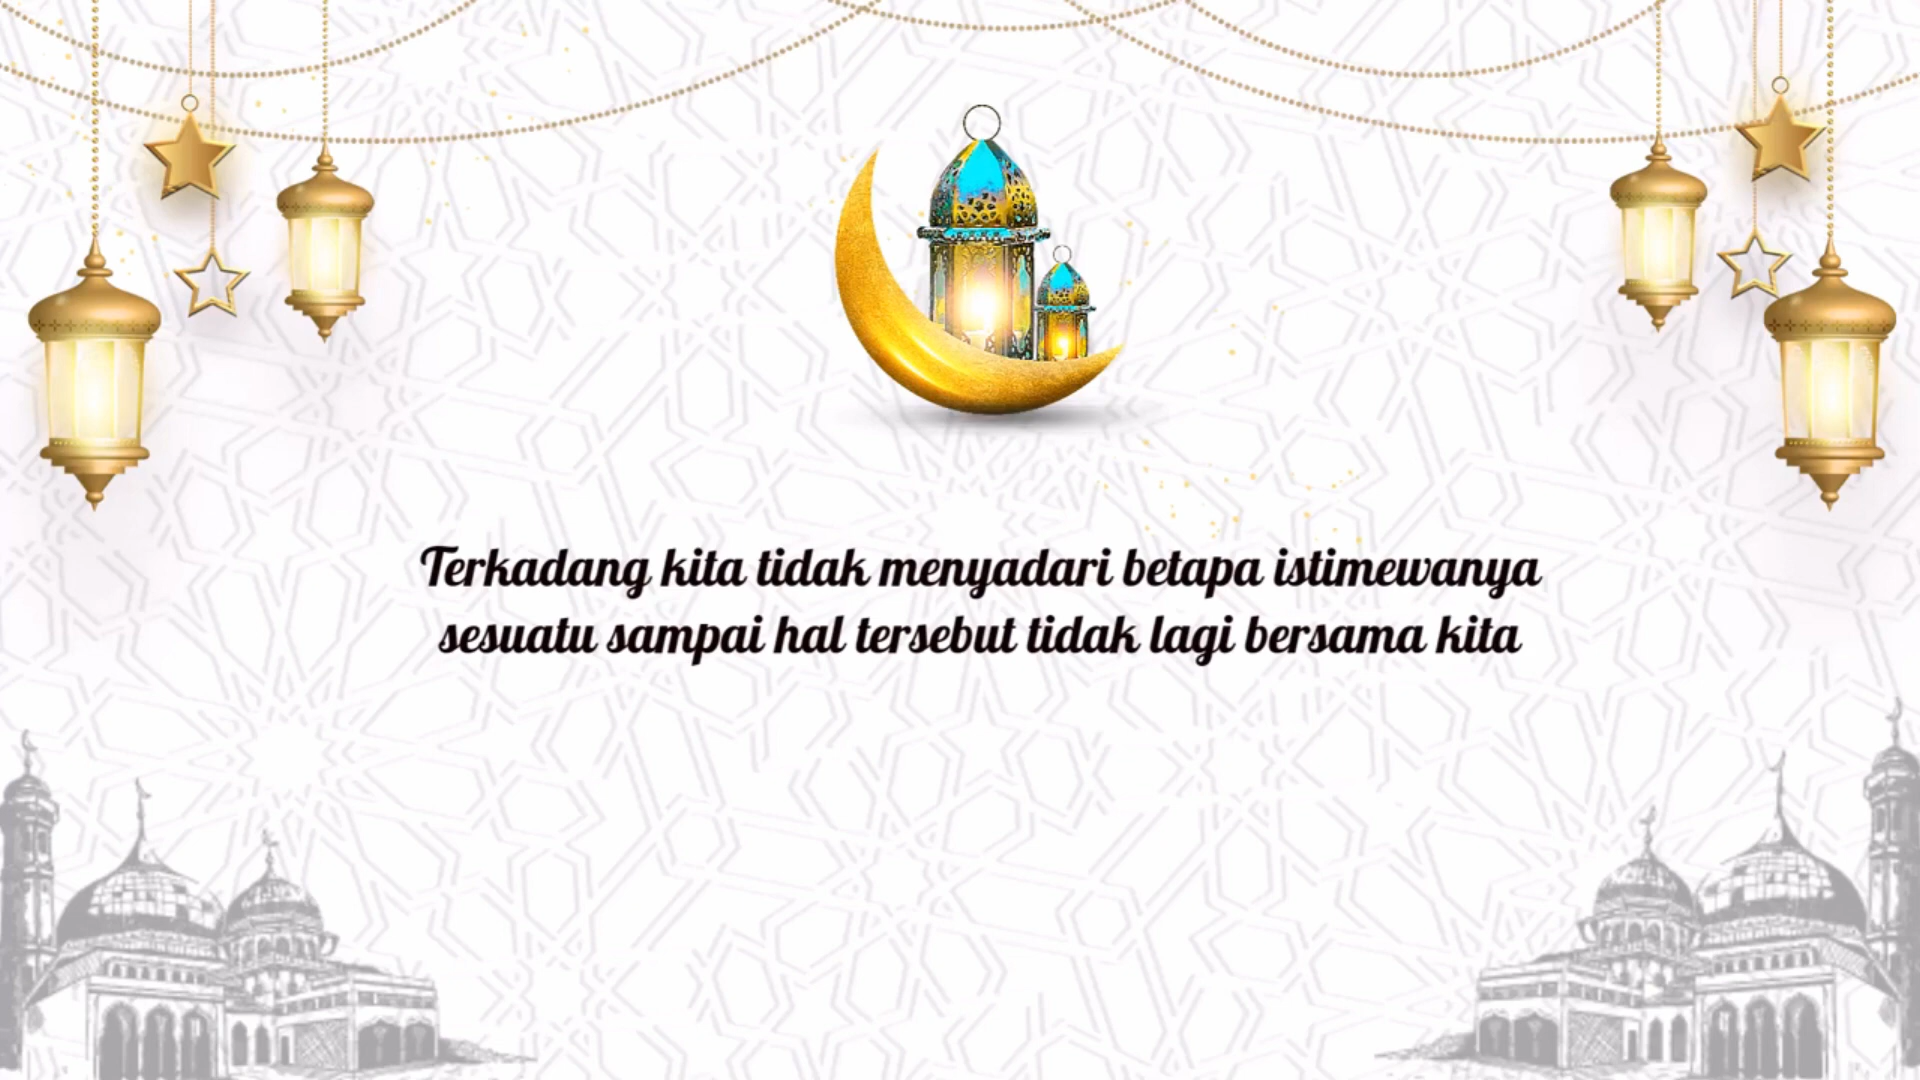 Terkadang kita tidak menyadari betapa istimewanya
sesuatu sampai hal tersebut tidak lagi bersama kita